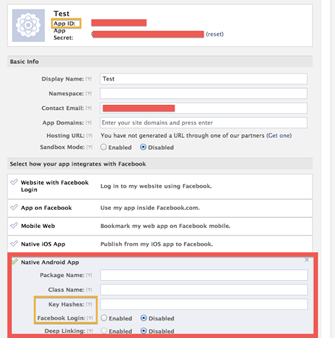 Test
App ID:
App
Secret: (reset)
Basic Info
Display Name: [?] Test
Namespace: [?]
Contact Email: [?]
App Domains: [?] Enter your site domains and press enter
Hosting URL: [?] You have not generated a URL through one of our partners (Get one)
Sandbox Mode: [?] Enabled Disabled
Select how your app integrates with Facebook
Website with Facebook Login Log in to my website using Facebook.
App on Facebook Use my app inside Facebook.com.
Mobile Web Bookmark my web app on Facebook mobile.
Native iOS App Publish from my iOS app to Facebook.
Native Android App
Package Name: [?]
Class Name: [?]
Key Hashes: [?]
Facebook Login: [?] Enabled Disabled
Deep Linking: [?] Enabled Disabled